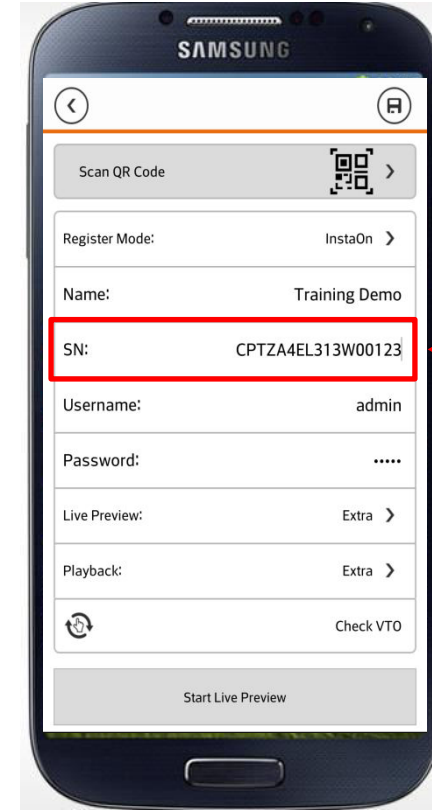 SAMSUNG
Scan QR Code
Register Mode: InstaOn
Name: Training Demo
SN: CPTZA4EL313W00123
Username: admin
Password: •••••
Live Preview: Extra
Playback: Extra
Check VTO
Start Live Preview